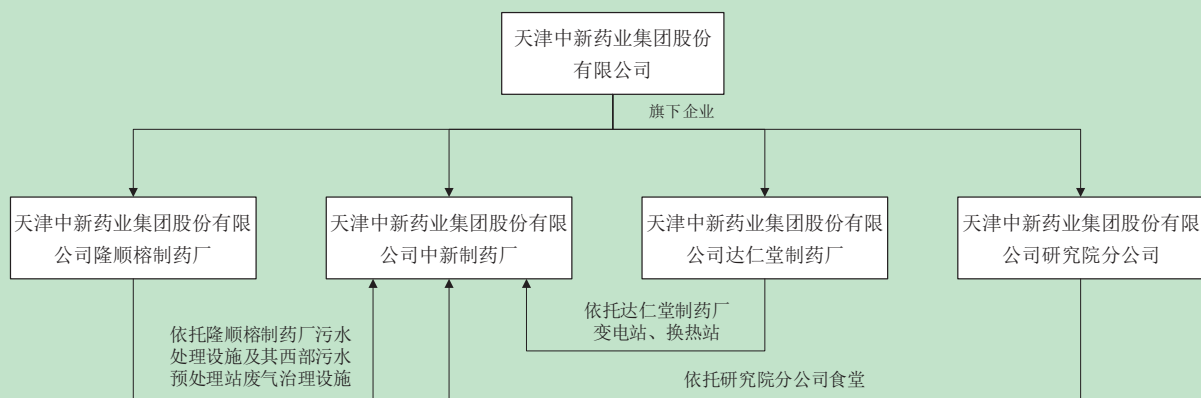 天津中新药业集团股份
有限公司
旗下企业
天津中新药业集团股份有限
公司隆顺榕制药厂
天津中新药业集团股份有限
公司中新制药厂
天津中新药业集团股份有限
公司达仁堂制药厂
天津中新药业集团股份有限
公司研究院分公司
依托隆顺榕制药厂污水
处理设施及其西部污水
预处理站废气治理设施
依托达仁堂制药厂
变电站、换热站
依托研究院分公司食堂